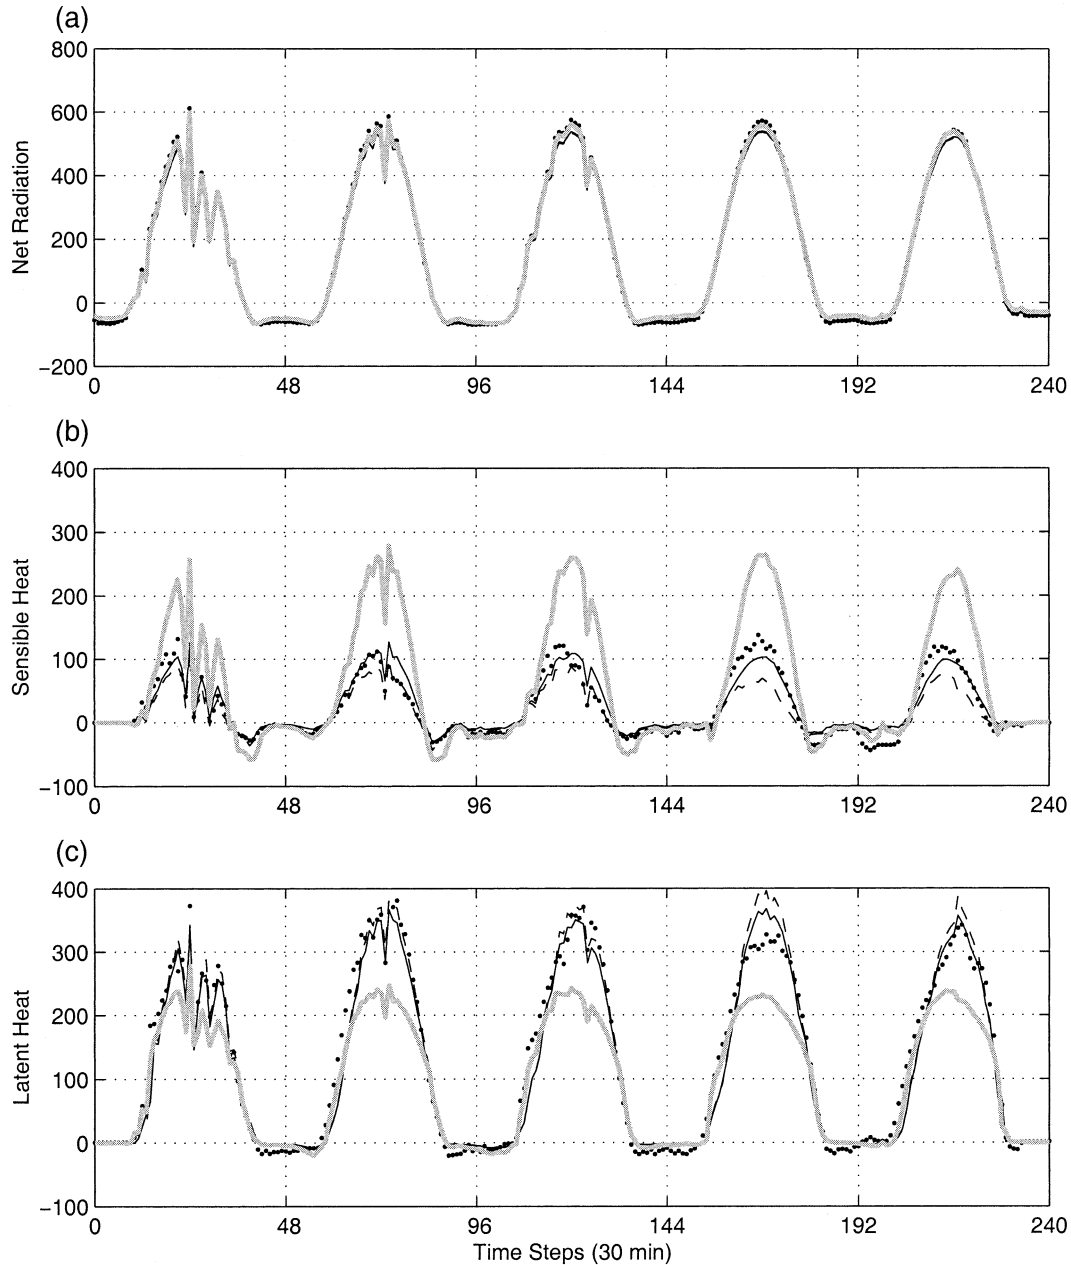 (a)
800
600
400
200
0
−200
Net Radiation
0 48 96 144 192 240
(b)
400
300
200
100
0
−100
Sensible Heat
0 48 96 144 192 240
(c)
400
300
200
100
0
−100
Latent Heat
0 48 96 144 192 240
Time Steps (30 min)